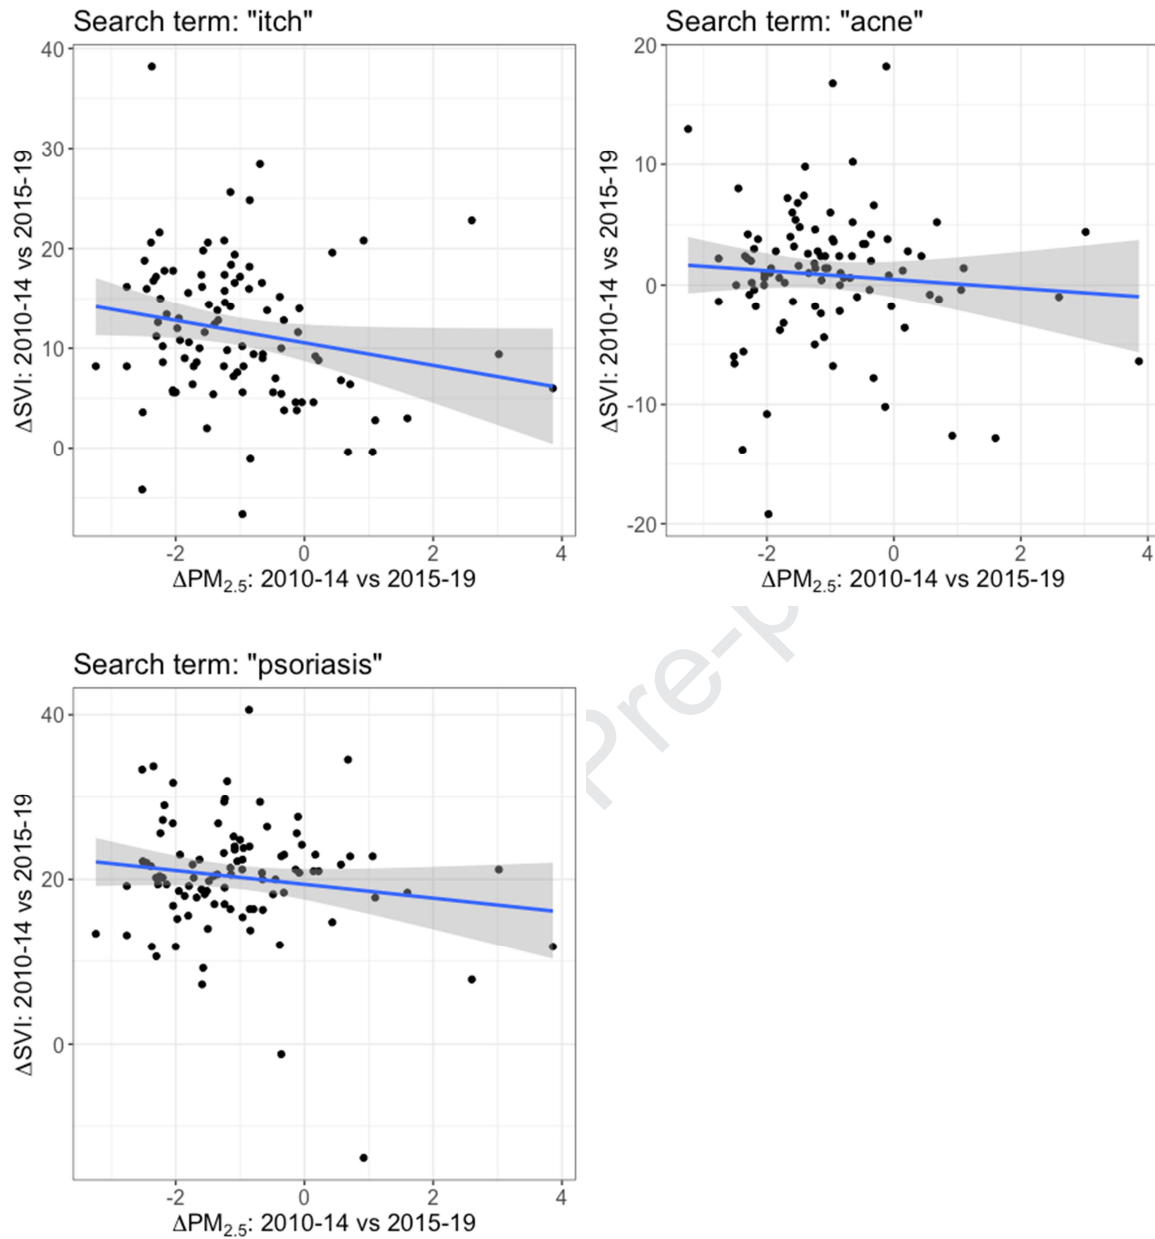 Search term: "itch"
40
30
20
10
0
ΔSVI: 2010-14 vs 2015-19
-2 0 2 4
ΔPM2.5: 2010-14 vs 2015-19
Search term: "acne"
20
10
0
-10
-20
ΔSVI: 2010-14 vs 2015-19
-2 0 2 4
ΔPM2.5: 2010-14 vs 2015-19
Search term: "psoriasis"
40
20
0
ΔSVI: 2010-14 vs 2015-19
-2 0 2 4
ΔPM2.5: 2010-14 vs 2015-19
Pre-p